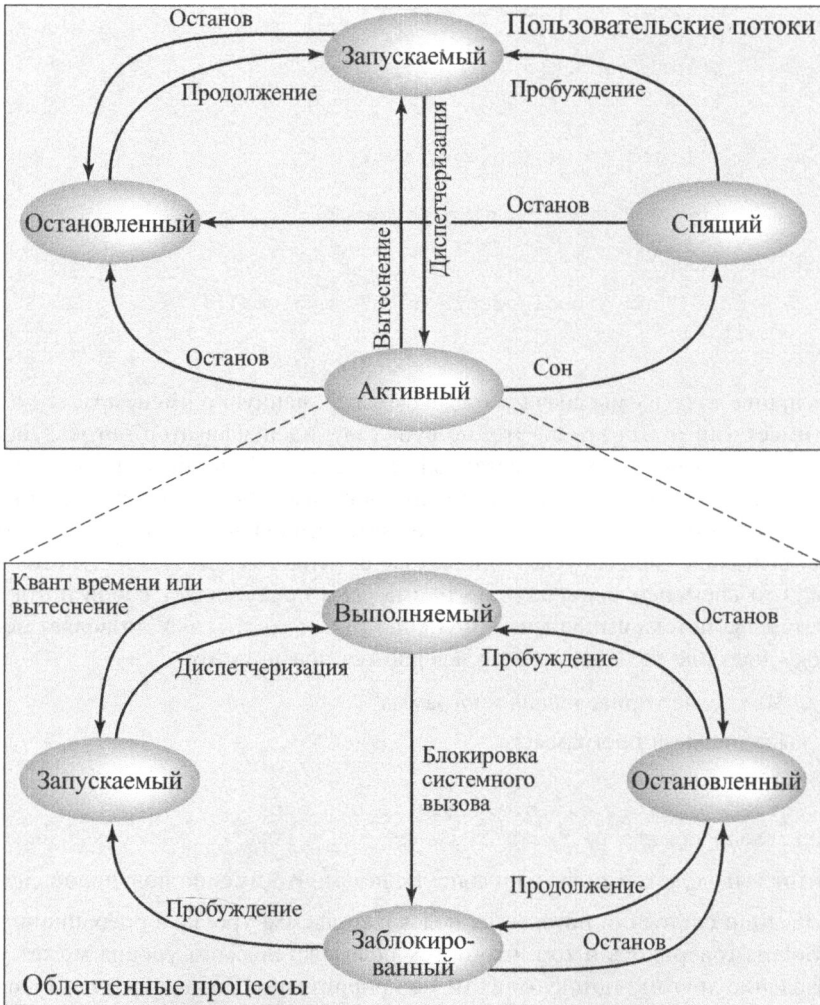 Останов
Пользовательские потоки
Запускаемый
Продолжение
Пробуждение
Диспетчеризация
Вытеснение
Остановленный
Останов
Спящий
Останов
Сон
Активный
Квант времени или
вытеснение
Выполняемый
Останов
Диспетчеризация
Пробуждение
Запускаемый
Блокировка
системного
вызова
Остановленный
Продолжение
Пробуждение
Заблокиро-
ванный
Останов
Облегченные процессы